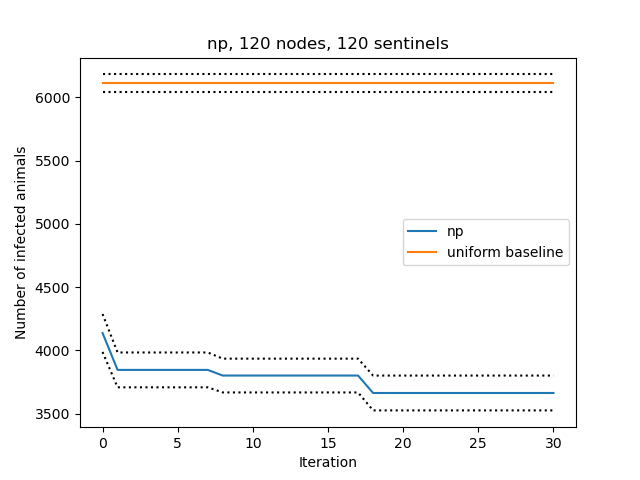 np, 120 nodes, 120 sentinels
Number of infected animals
6000
5500
5000
4500
4000
3500
np
uniform baseline
0 5 10 15 20 25 30
Iteration